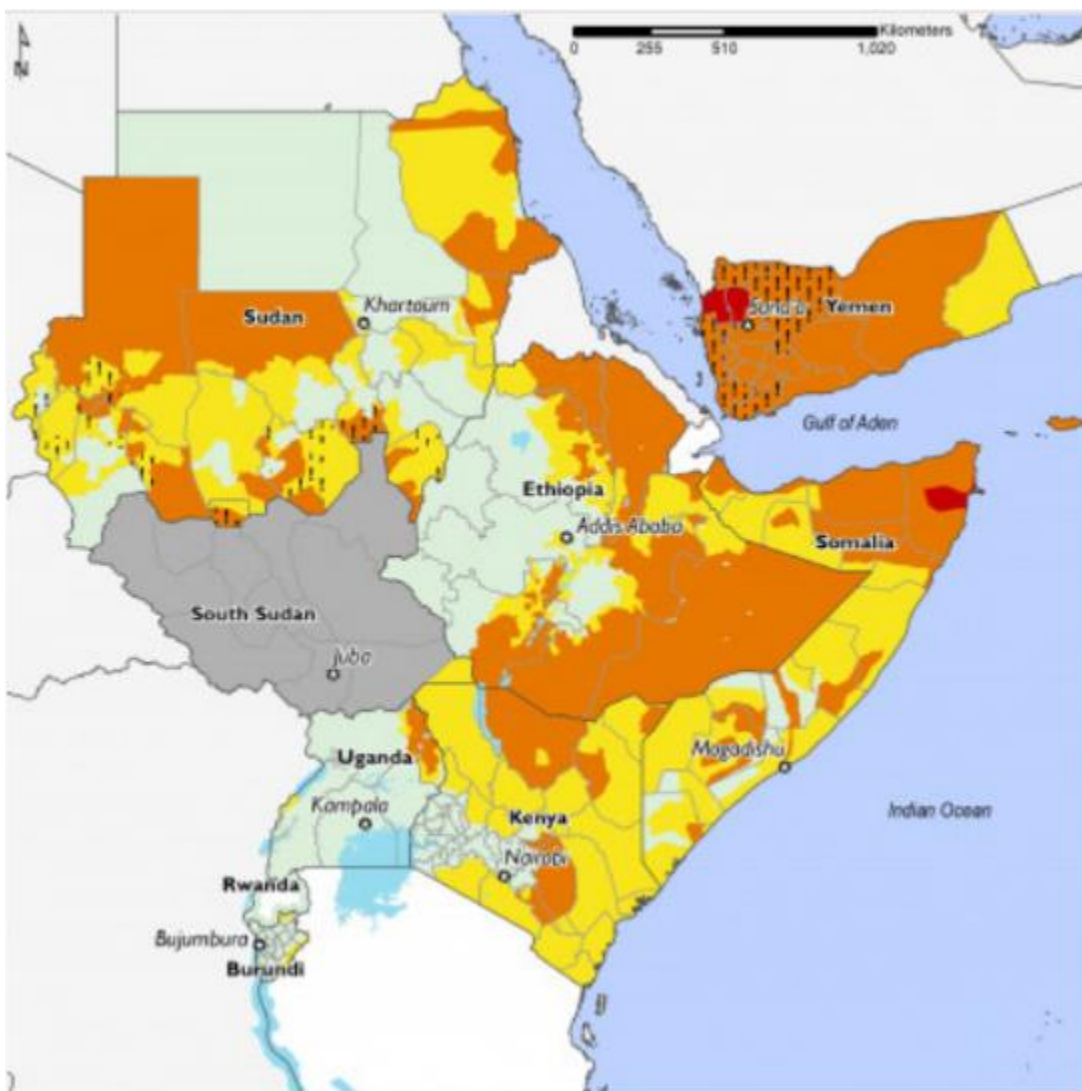 Kilometers
0 255 510 1,020
N
Sudan
Khartoum
Sana'a
Yemen
Gulf of Aden
Ethiopia
Addis Ababa
Somalia
South Sudan
Juba
Uganda
Mogadishu
Kampala
Kenya
Indian Ocean
Nairobi
Rwanda
Bujumbura
Burundi